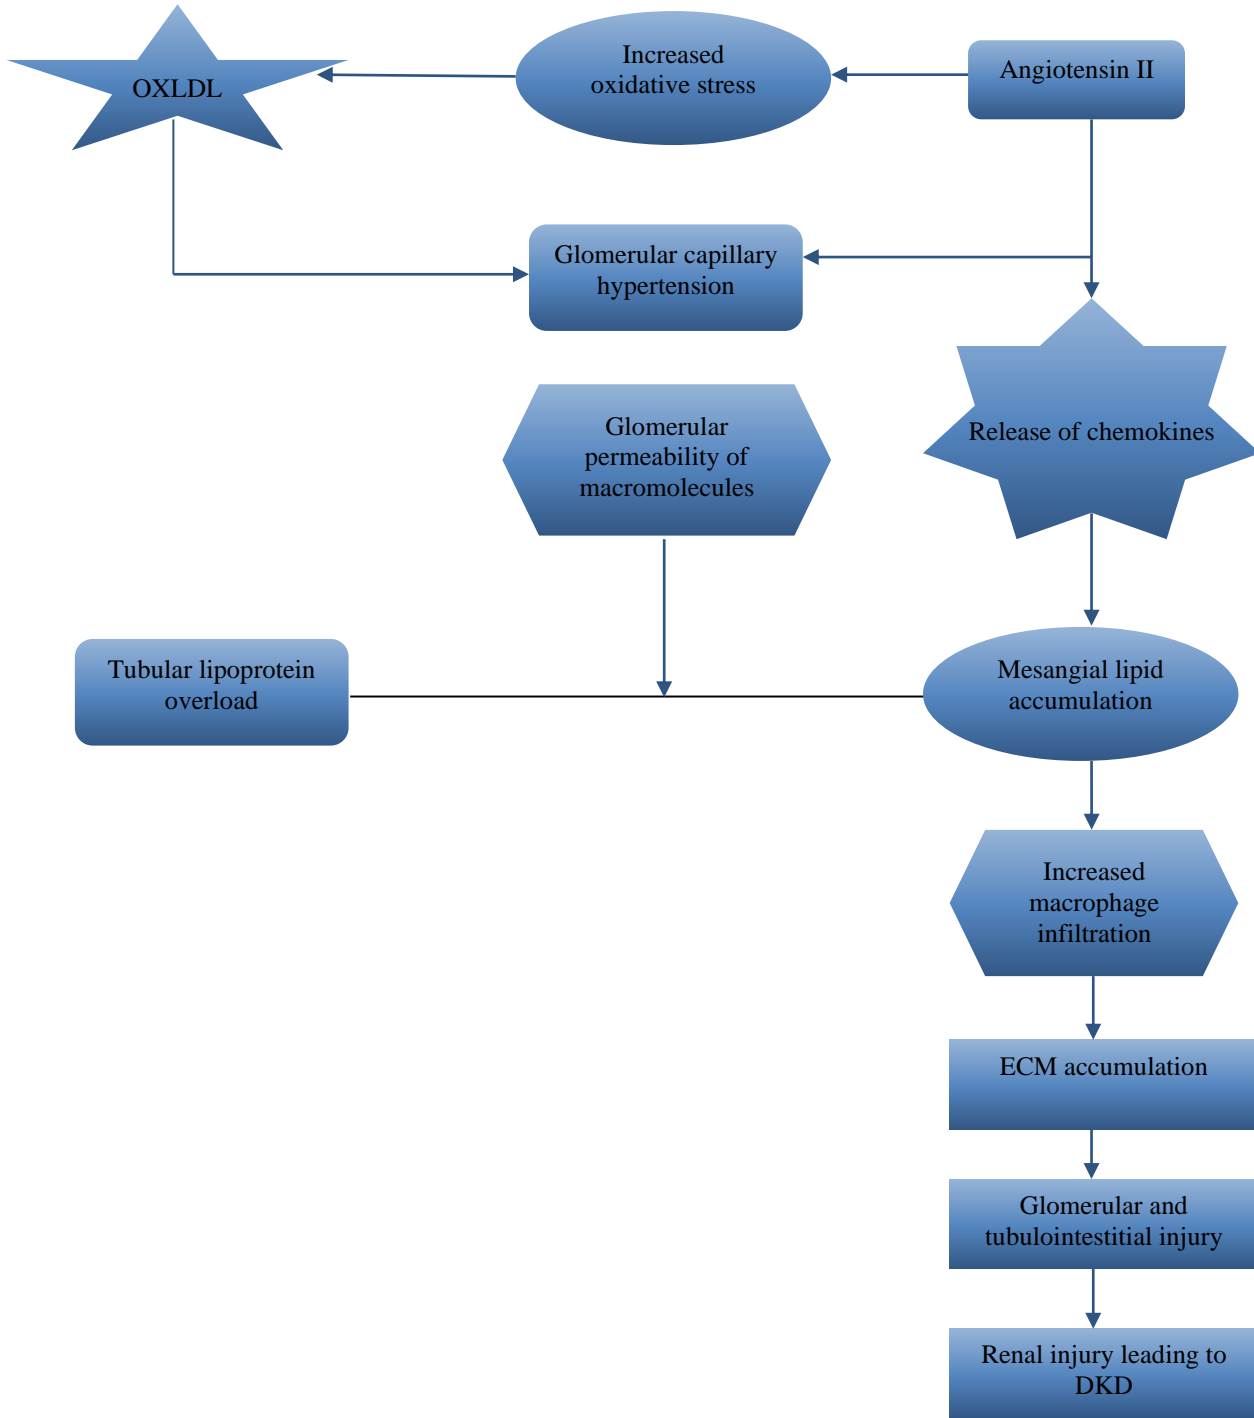 OXLDL
Increased
oxidative stress
Angiotensin II
Glomerular capillary
hypertension
Glomerular
permeability of
macromolecules
Release of chemokines
Tubular lipoprotein
overload
Mesangial lipid
accumulation
Increased
macrophage
infiltration
ECM accumulation
Glomerular and
tubulointestitial injury
Renal injury leading to
DKD